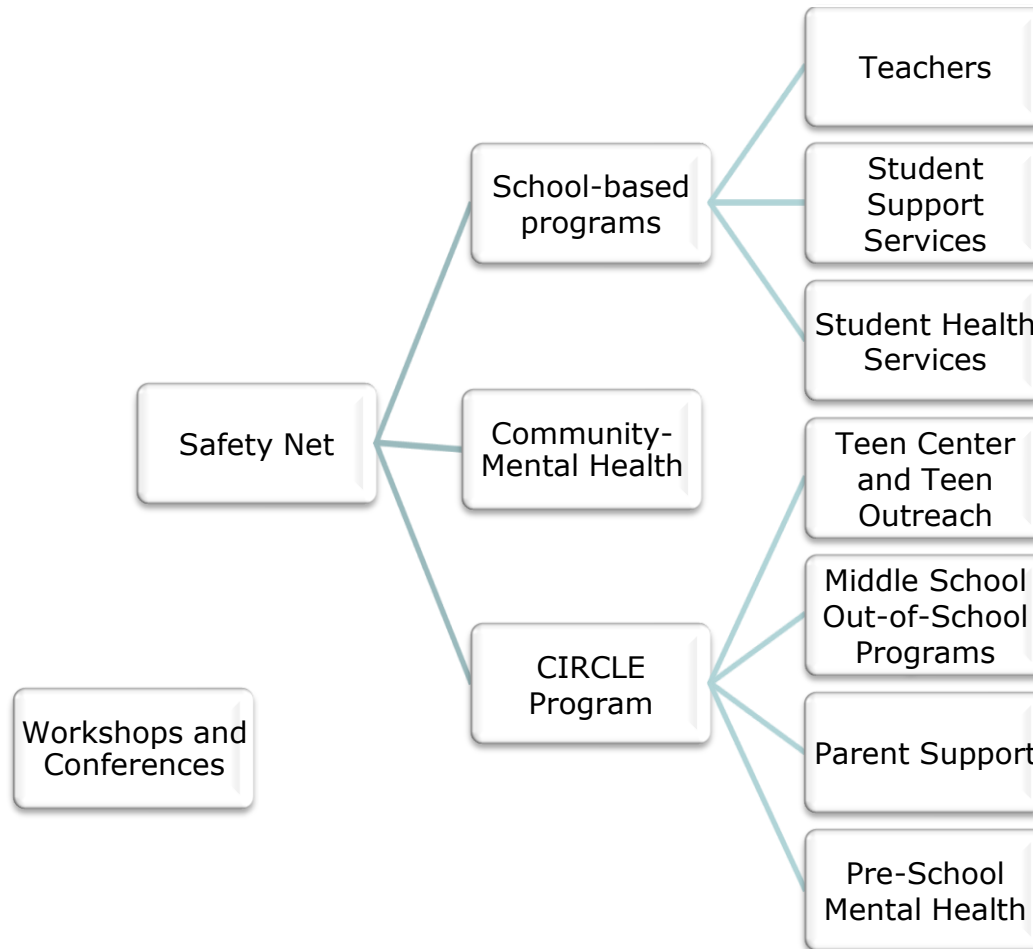 Teachers
School-based
programs
Student
Support
Services
Student Health
Services
Safety Net
Community-
Mental Health
Teen Center
and Teen
Outreach
Middle School
Out-of-School
Programs
CIRCLE
Program
Workshops and
Conferences
Parent Support
Pre-School
Mental Health